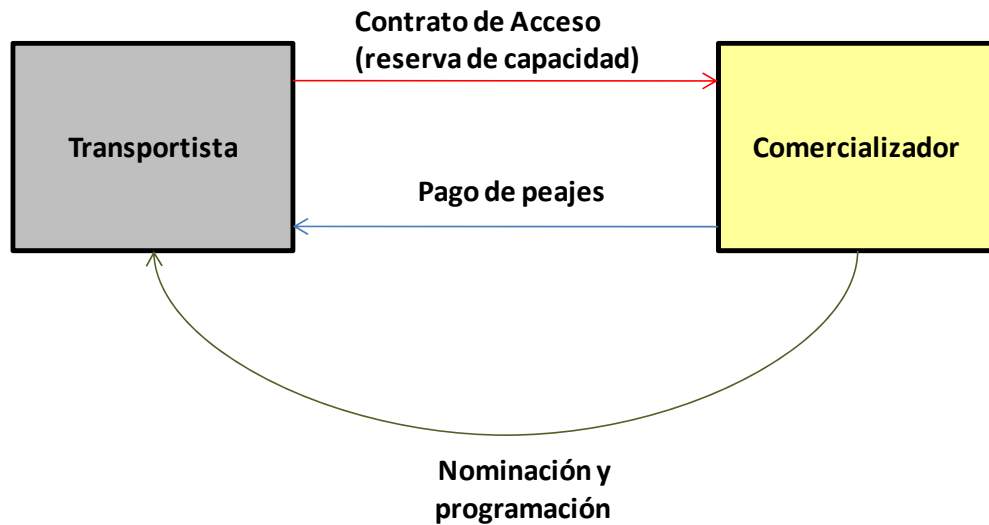 Contrato de Acceso
(reserva de capacidad)
Transportista
Comercializador
Pago de peajes
Nominación y
programación